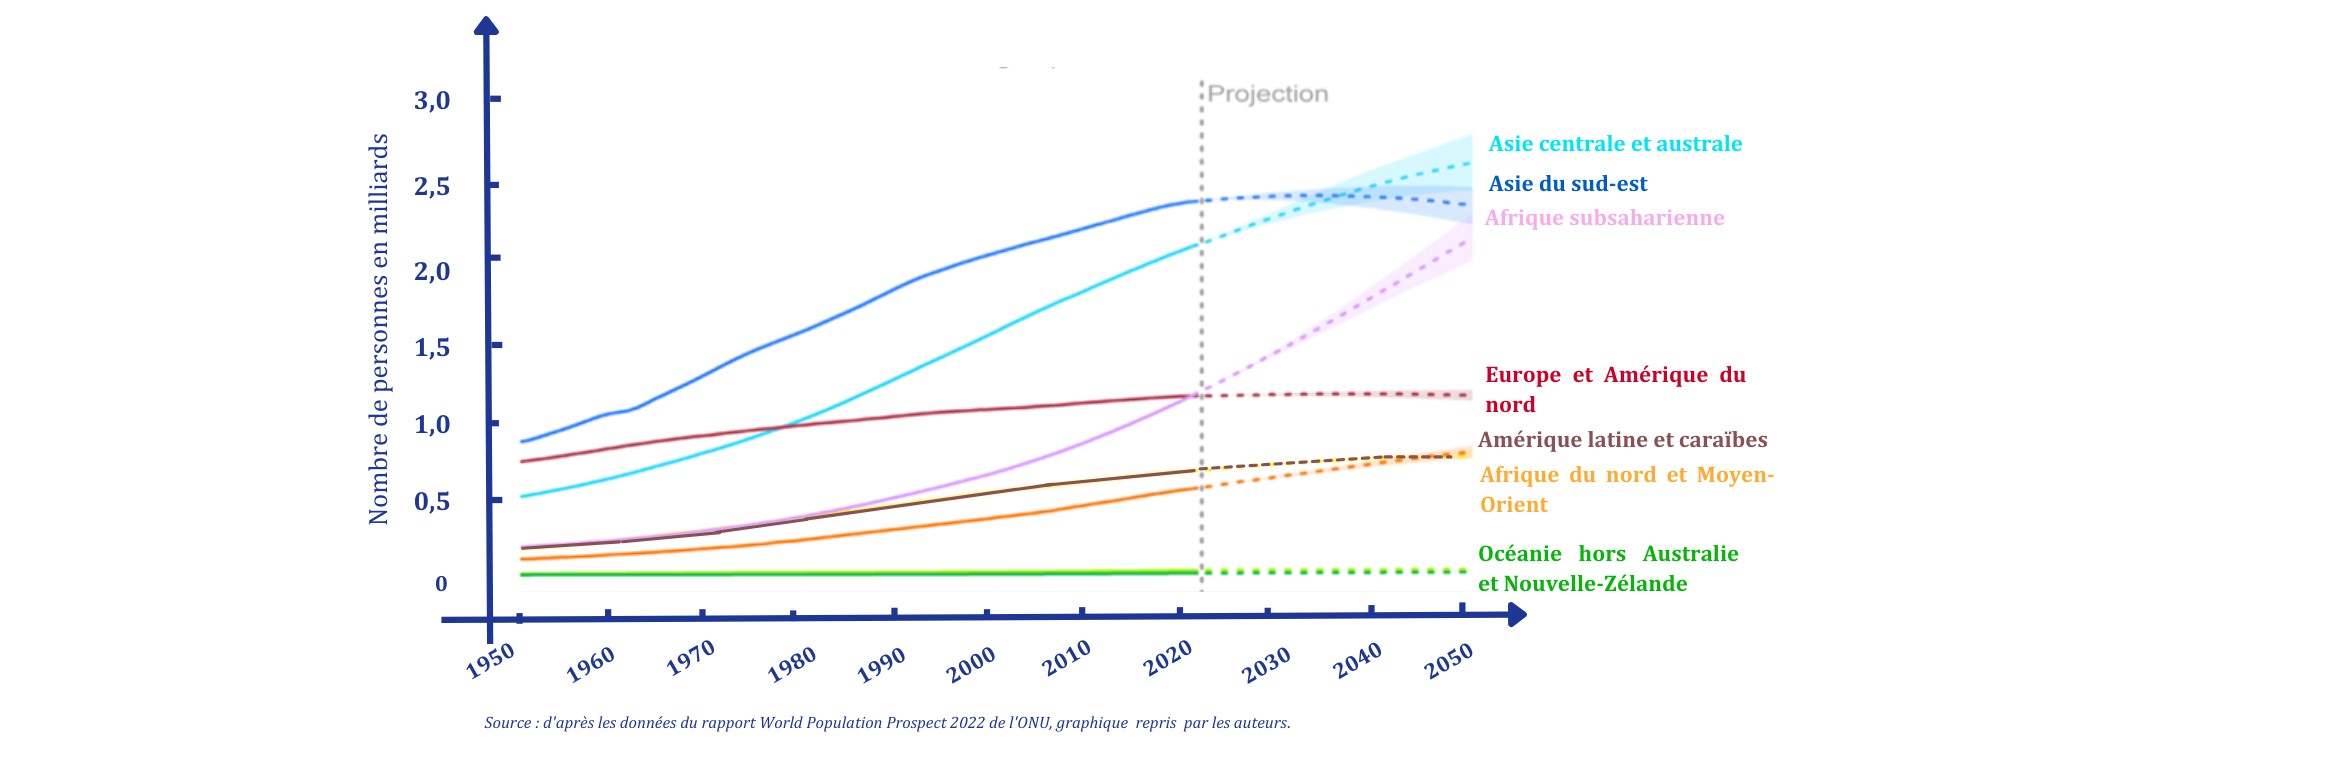 Projection
3,0
2,5
2,0
1,5
1,0
0,5
0
Nombre de personnes en milliards
Asie centrale et australe
Asie du sud-est
Afrique subsaharienne
Europe et Amérique du
nord
Amérique latine et caraïbes
Afrique du nord et Moyen-
Orient
Océanie hors Australie
et Nouvelle-Zélande
1950 1960 1970 1980 1990 2000 2010 2020 2030 2040 2050
Source : d'après les données du rapport World Population Prospect 2022 de l'ONU, graphique repris par les auteurs.